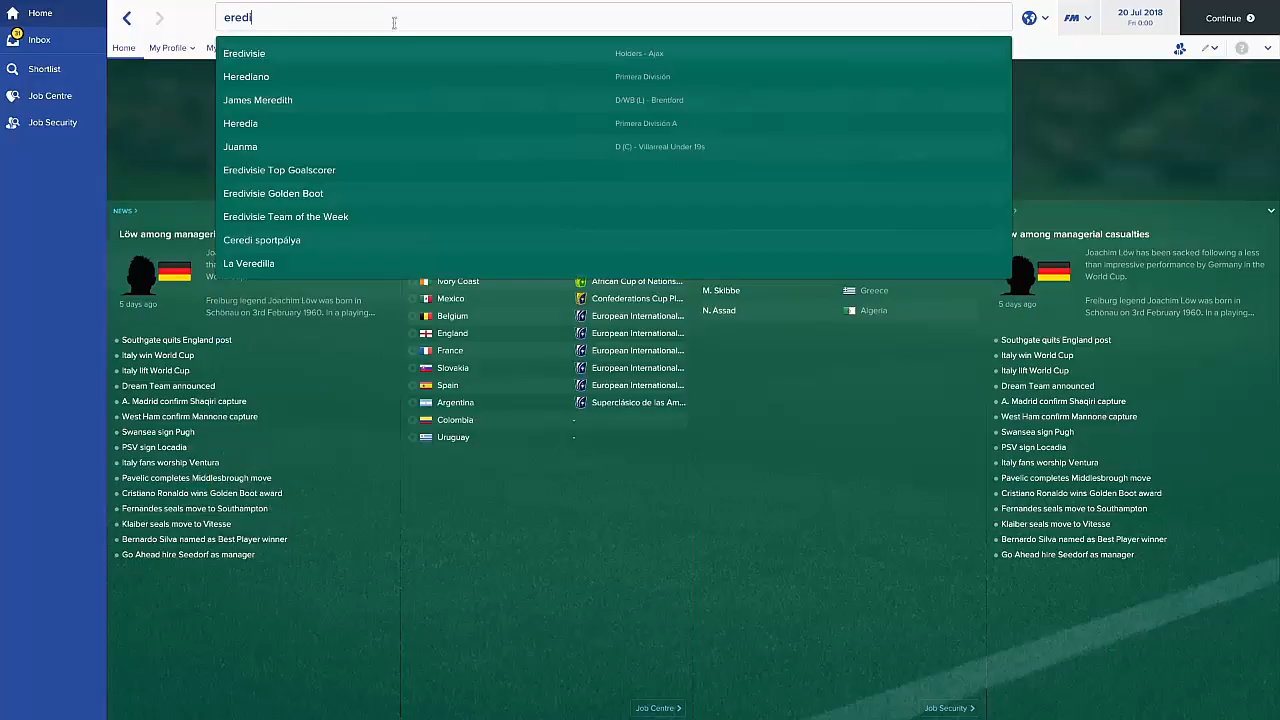 Home
31
Inbox
Shortlist
Job Centre
Job Security
eredi
FM
20 Jul 2018
Fri 0:00
Continue
Home
My Profile
Eredivisie Holders - Ajax
Herediano Primera División
James Meredith D/WB (L) - Brentford
Heredia Primera División A
Juanma D (C) - Villarreal Under 19s
Eredivisie Top Goalscorer
Eredivisie Golden Boot
Eredivisie Team of the Week
Ceredi sportpálya
La Veredilla
NEWS >
Löw among manageri
5 days ago
Freiburg legend Joachim Löw was born in
Schönau on 3rd February 1960. In a playing...
Southgate quits England post
Italy win World Cup
Italy lift World Cup
Dream Team announced
A. Madrid confirm Shaqiri capture
West Ham confirm Mannone capture
Swansea sign Pugh
PSV sign Locadia
Italy fans worship Ventura
Pavelic completes Middlesbrough move
Cristiano Ronaldo wins Golden Boot award
Fernandes seals move to Southampton
Klaiber seals move to Vitesse
Bernardo Silva named as Best Player winner
Go Ahead hire Seedorf as manager
Ivory Coast African Cup of Nations...
Mexico Confederations Cup Pl...
Belgium European International...
England European International...
France European International...
Slovakia European International...
Spain European International...
Argentina Superclásico de las Am...
Colombia -
Uruguay -
Job Centre >
M. Skibbe Greece
N. Assad Algeria
Job Security >
w among managerial casualties
Joachim Löw has been sacked following a less
than impressive performance by Germany in the
World Cup.
5 days ago
Freiburg legend Joachim Löw was born in
Schönau on 3rd February 1960. In a playing...
Southgate quits England post
Italy win World Cup
Italy lift World Cup
Dream Team announced
A. Madrid confirm Shaqiri capture
West Ham confirm Mannone capture
Swansea sign Pugh
PSV sign Locadia
Italy fans worship Ventura
Pavelic completes Middlesbrough move
Cristiano Ronaldo wins Golden Boot award
Fernandes seals move to Southampton
Klaiber seals move to Vitesse
Bernardo Silva named as Best Player winner
Go Ahead hire Seedorf as manager